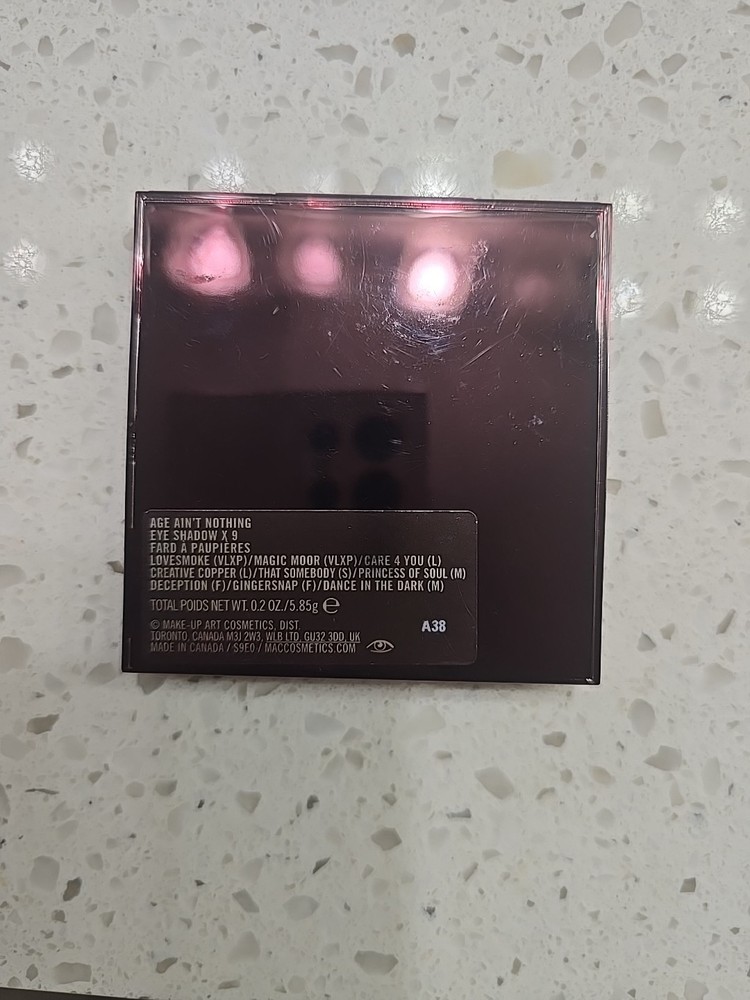 AGE AIN'T NOTHING
EYE SHADOW X 9
FARD À PAUPIÈRES
LOVESMOKE (VLXP)/MAGIC MOOR (VLXP)/CARE 4 YOU (L)
CREATIVE COPPER (L)/THAT SOMEBODY (S)/PRINCESS OF SOUL (M)
DECEPTION (F)/GINGERSNAP (F)/DANCE IN THE DARK (M)
TOTAL POIDS NET WT. 0.2 OZ./5.85g ℮
© MAKE-UP ART COSMETICS, DIST.
TORONTO, CANADA M3J 2W3, WLB LTD, GU32 3DD, UK
MADE IN CANADA / S9E0 / MACCOSMETICS.COM
A38